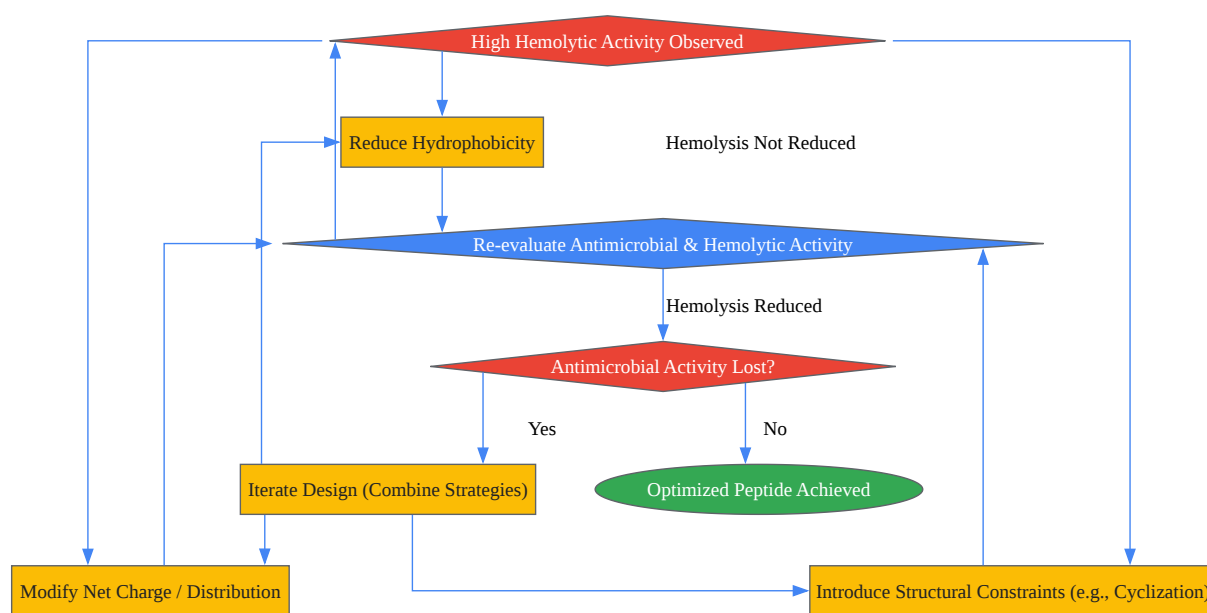 High Hemolytic Activity Observed
Reduce Hydrophobicity
Hemolysis Not Reduced
Re-evaluate Antimicrobial & Hemolytic Activity
Hemolysis Reduced
Antimicrobial Activity Lost?
Yes
No
Iterate Design (Combine Strategies)
Optimized Peptide Achieved
Modify Net Charge / Distribution
Introduce Structural Constraints (e.g., Cyclization)